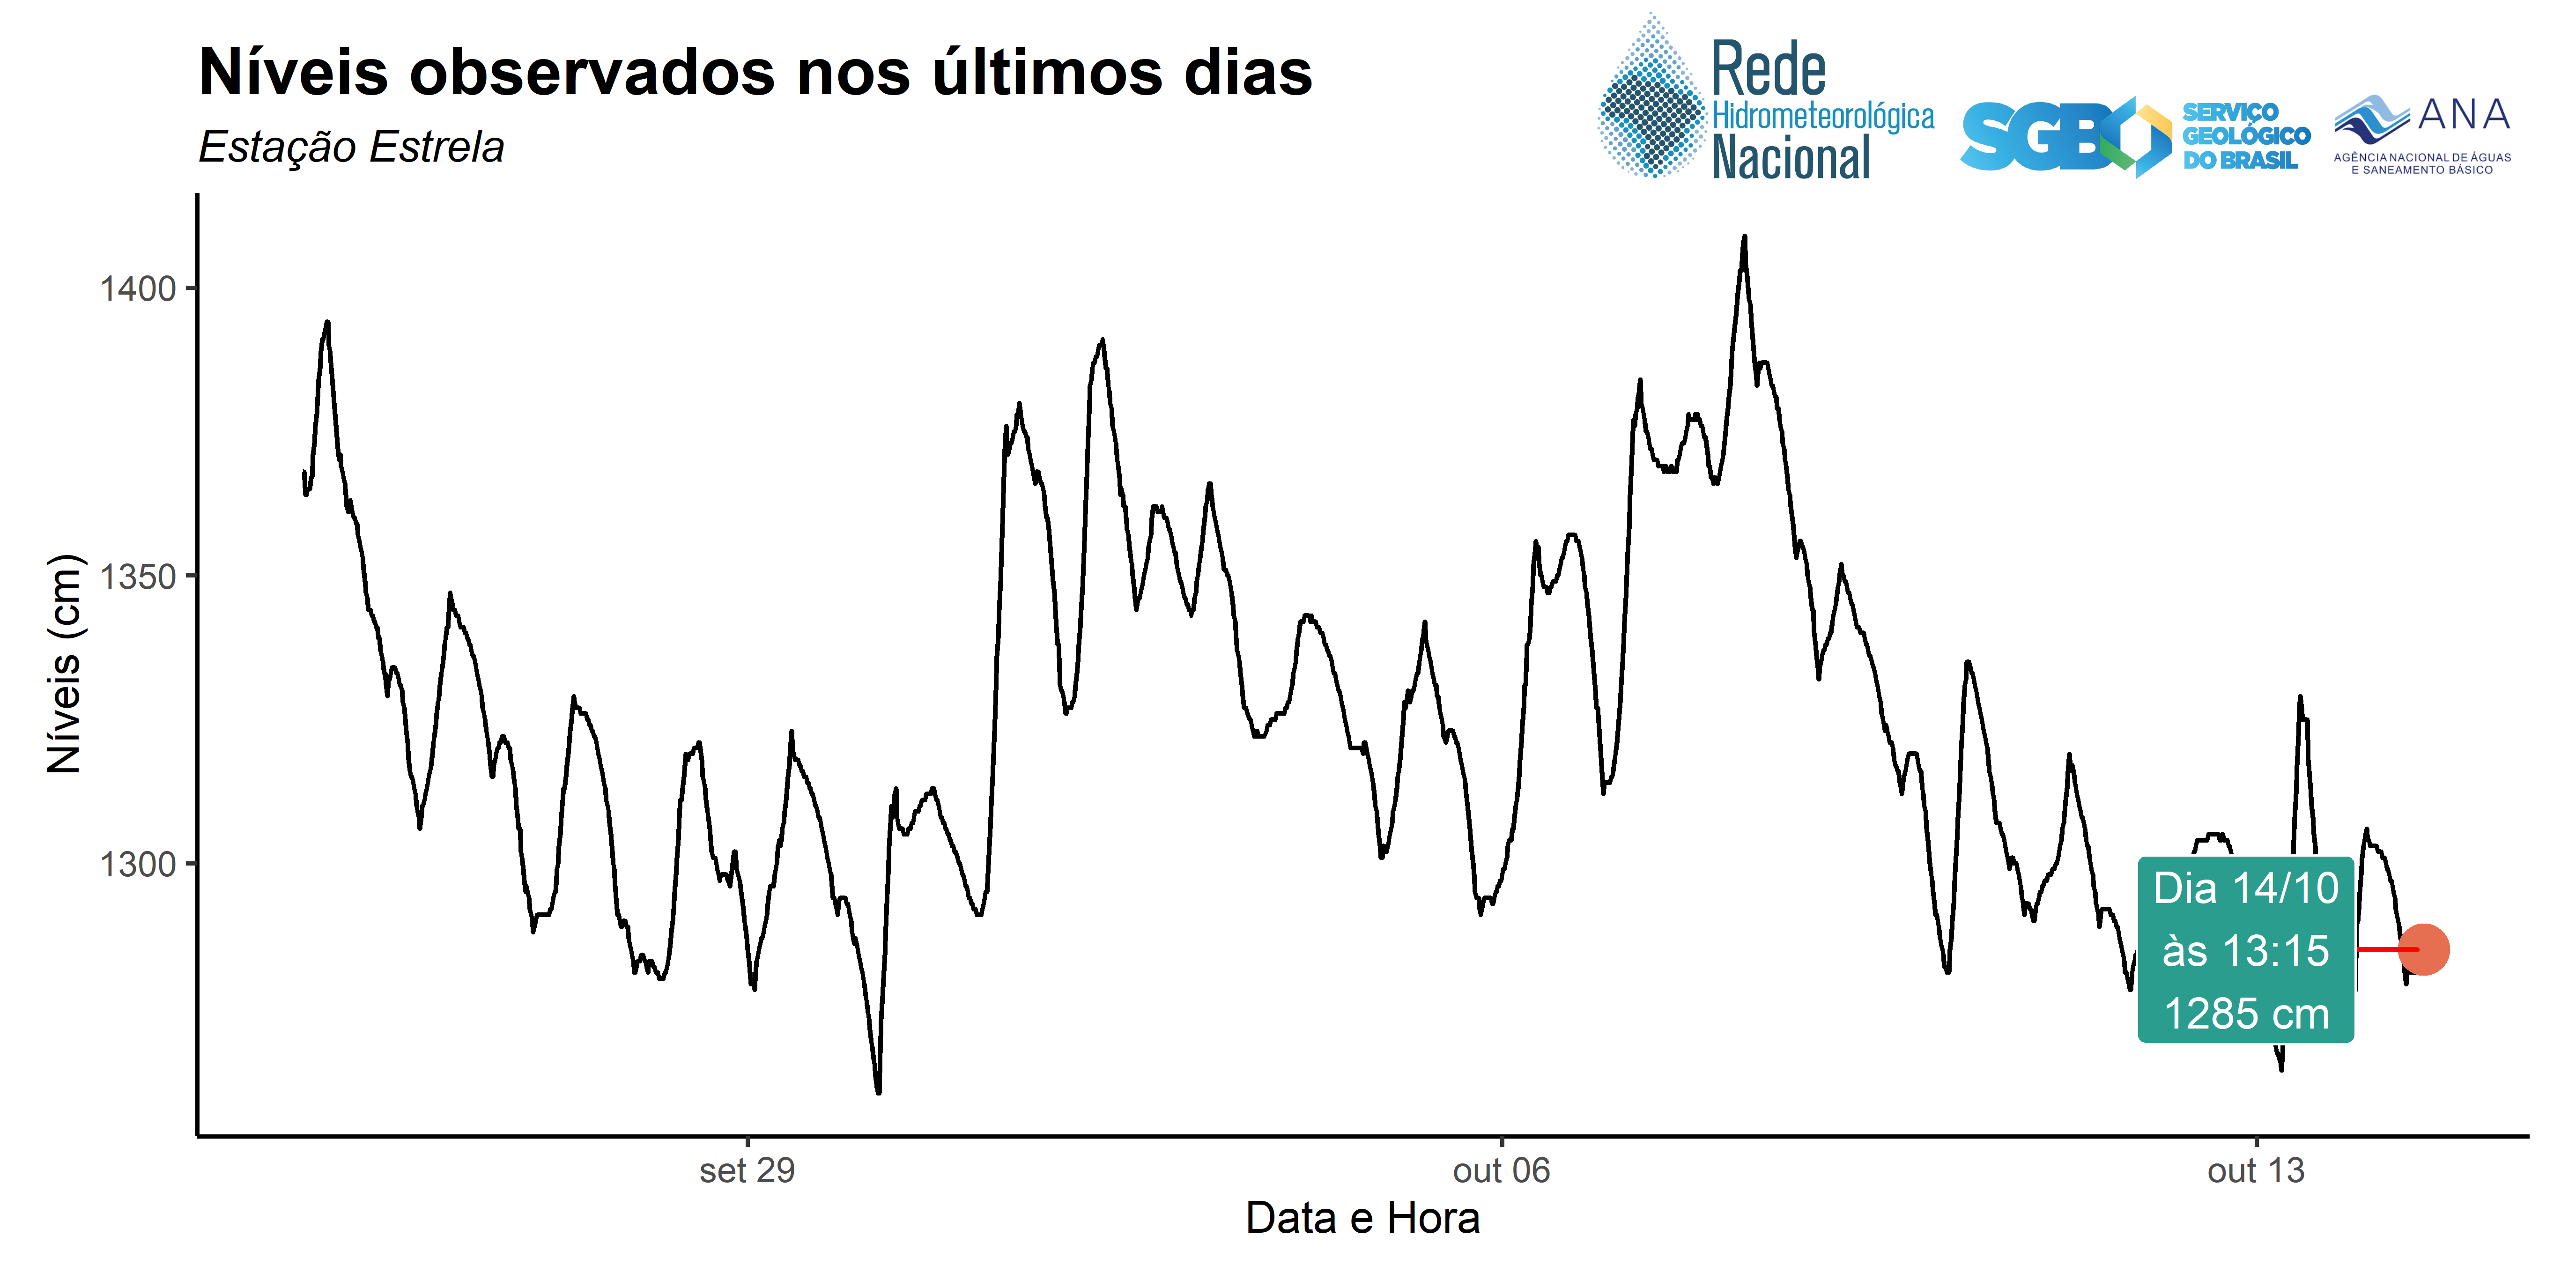 Níveis observados nos últimos dias
Estação Estrela
Rede
Hidrometeorológica
Nacional
SGB
SERVIÇO
GEOLÓGICO
DO BRASIL
ANA
AGÊNCIA NACIONAL DE ÁGUAS
E SANEAMENTO BÁSICO
Níveis (cm)
1400
1350
1300
Dia 14/10
às 13:15
1285 cm
set 29
out 06
out 13
Data e Hora